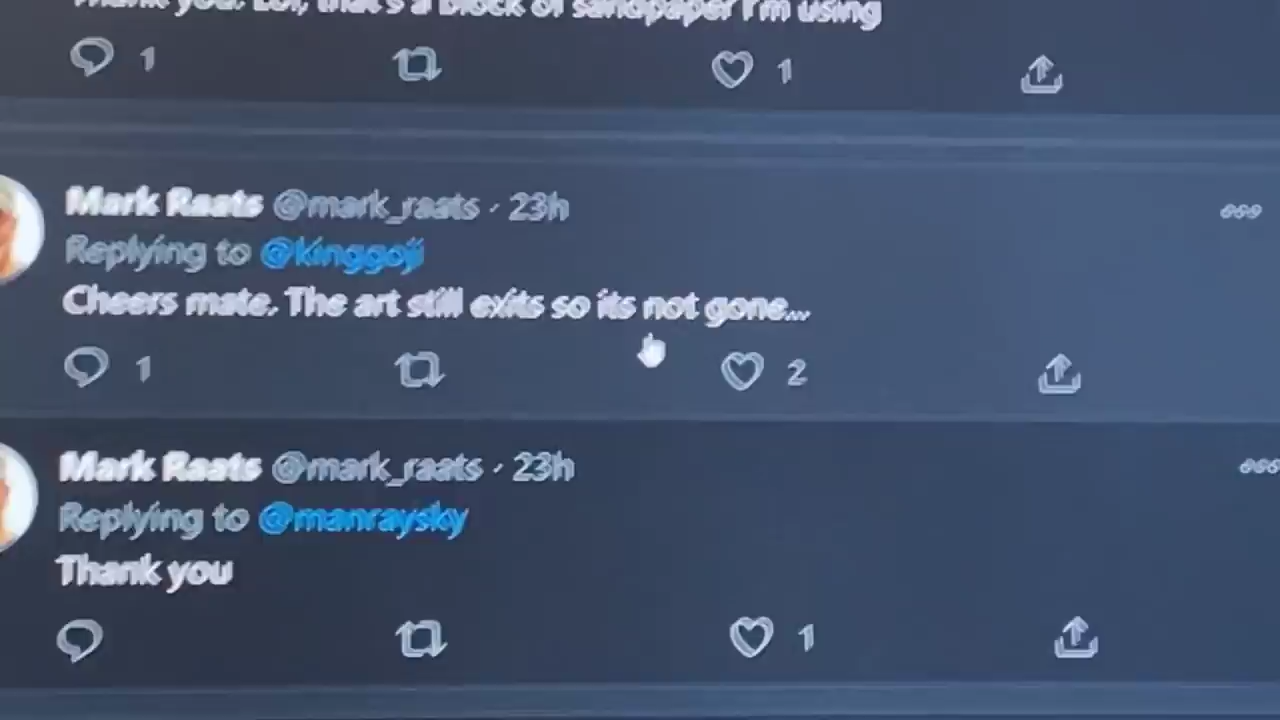 Thank you. Lol, that's a block of sandpaper I'm using
1
1
Mark Raats @mark_raats · 23h
Replying to @kinggoji
Cheers mate. The art still exits so its not gone...
1
2
Mark Raats @mark_raats · 23h
Replying to @manraysky
Thank you
1